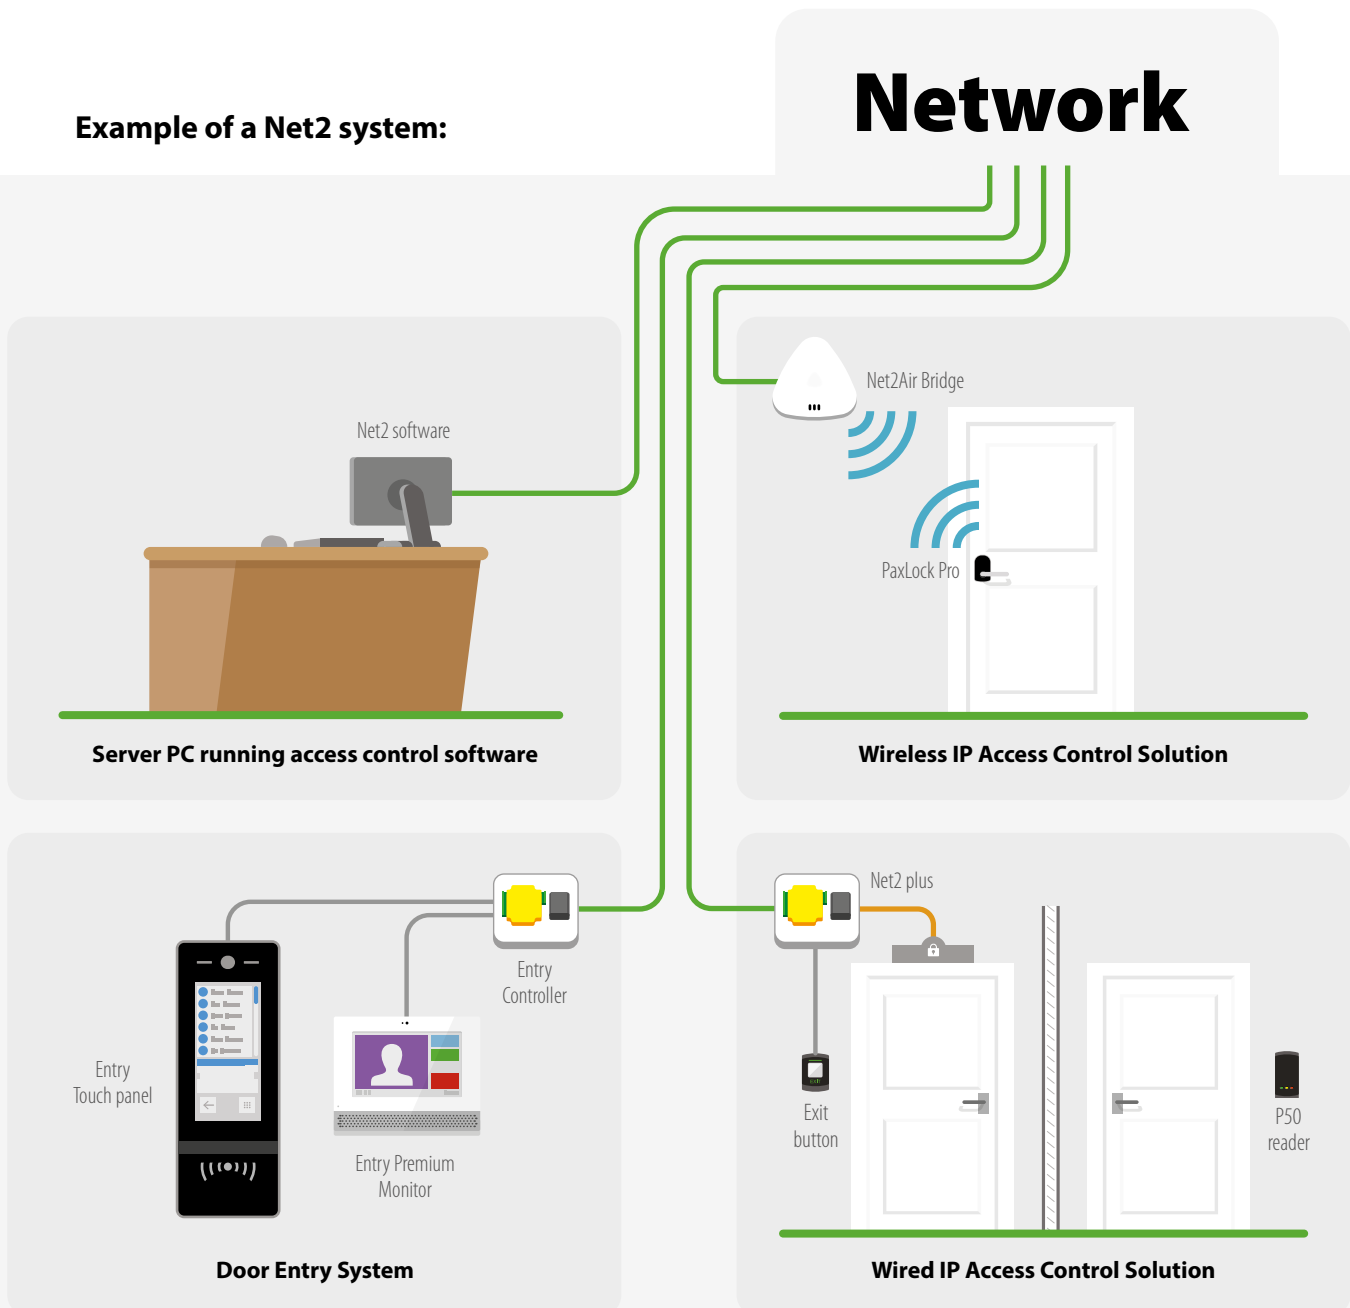 Network
Example of a Net2 system:
Net2 software
Server PC running access control software
Net2Air Bridge
PaxLock Pro
Wireless IP Access Control Solution
Entry
Controller
Entry
Touch panel
Entry Premium
Monitor
Door Entry System
Net2 plus
Exit
button
P50
reader
Wired IP Access Control Solution